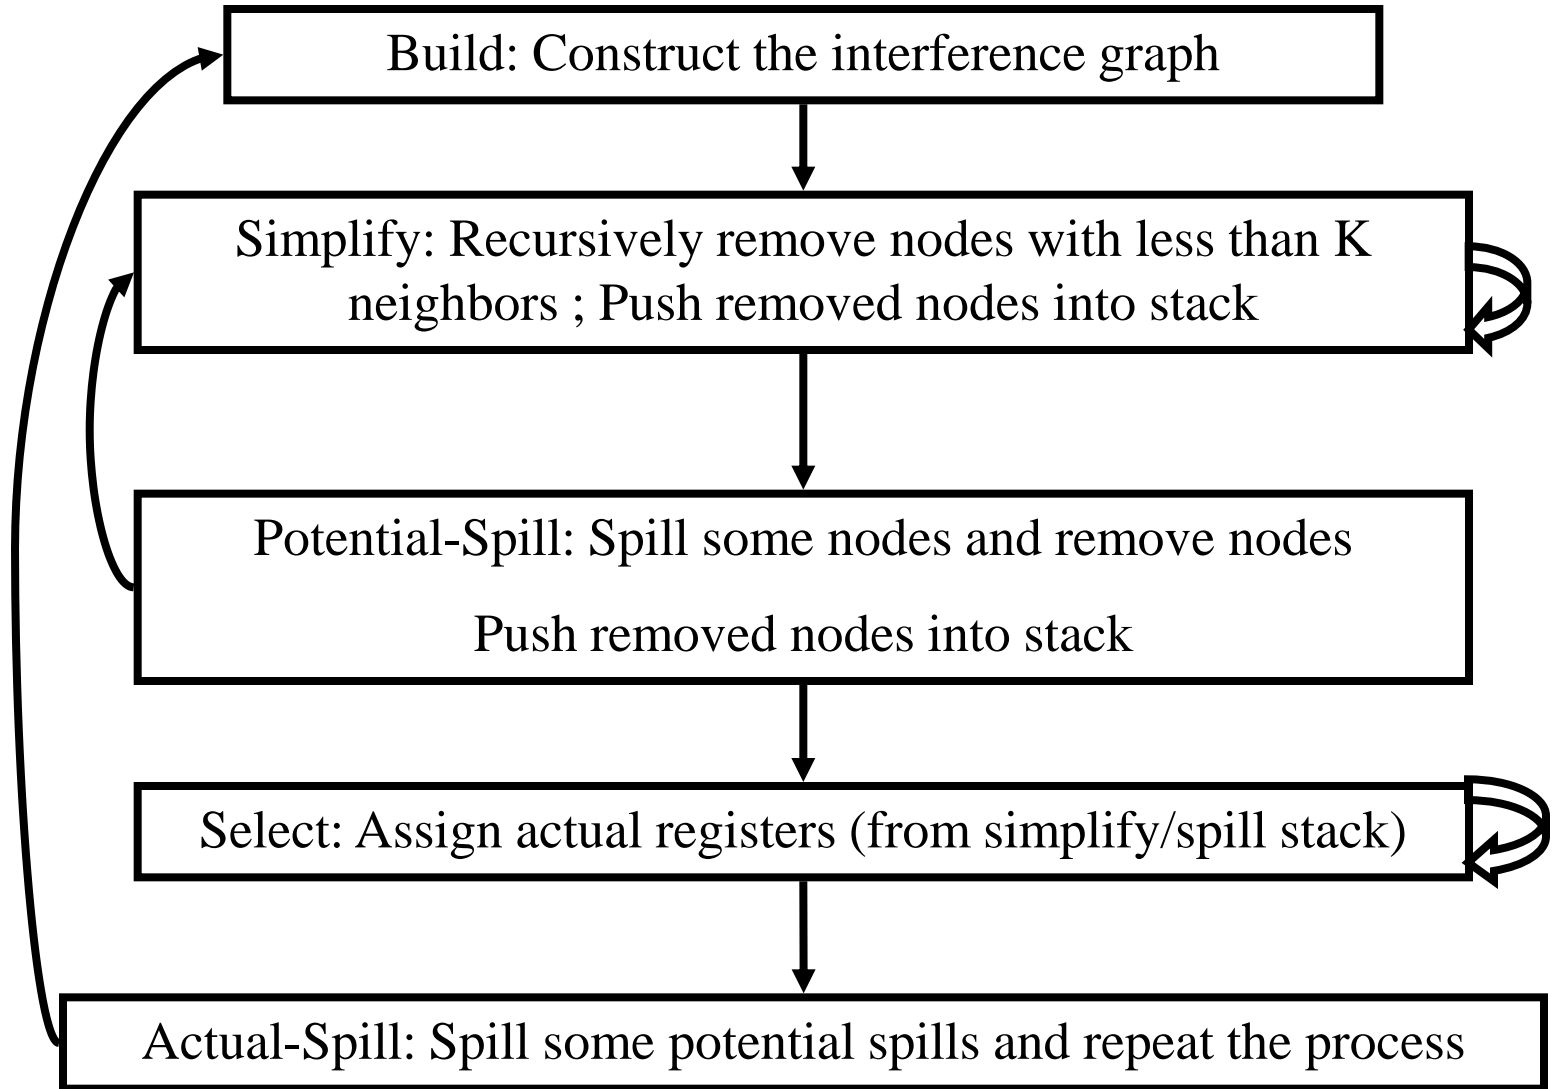 Build: Construct the interference graph
Simplify: Recursively remove nodes with less than K
neighbors ; Push removed nodes into stack
Potential-Spill: Spill some nodes and remove nodes
Push removed nodes into stack
Select: Assign actual registers (from simplify/spill stack)
Actual-Spill: Spill some potential spills and repeat the process